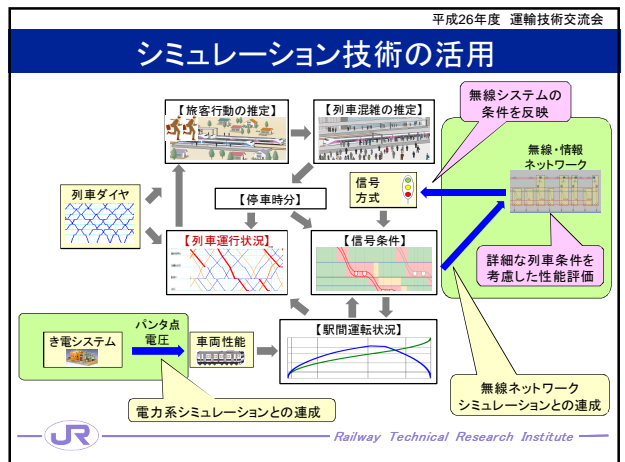 平成26年度 運輸技術交流会
シミュレーション技術の活用
【旅客行動の推定】
【列車混雑の推定】
無線システムの
条件を反映
無線・情報
ネットワーク
列車ダイヤ
【停車時分】
信号
方式
【列車運行状況】
【信号条件】
詳細な列車条件を
考慮した性能評価
き電システム
パンタ点
電圧
車両性能
【駅間運転状況】
電力系シミュレーションとの連成
無線ネットワーク
シミュレーションとの連成
JR
Railway Technical Research Institute